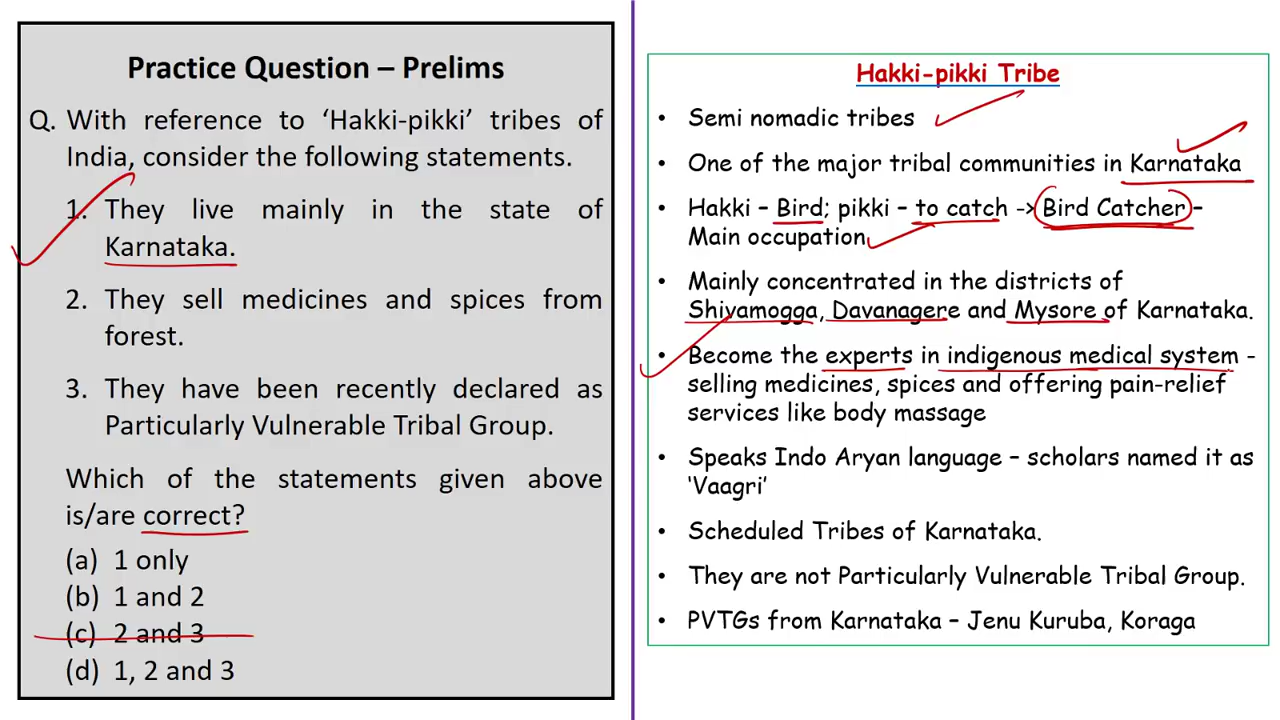 Practice Question – Prelims
Q. With reference to ‘Hakki-pikki’ tribes of
India, consider the following statements.
1. They live mainly in the state of
Karnataka.
2. They sell medicines and spices from
forest.
3. They have been recently declared as
Particularly Vulnerable Tribal Group.
Which of the statements given above
is/are correct?
(a) 1 only
(b) 1 and 2
(c) 2 and 3
(d) 1, 2 and 3
Hakki-pikki Tribe
• Semi nomadic tribes
• One of the major tribal communities in Karnataka
• Hakki – Bird; pikki – to catch -> Bird Catcher –
Main occupation
• Mainly concentrated in the districts of
Shivamogga, Davanagere and Mysore of Karnataka.
• Become the experts in indigenous medical system -
selling medicines, spices and offering pain-relief
services like body massage
• Speaks Indo Aryan language – scholars named it as
‘Vaagri’
• Scheduled Tribes of Karnataka.
• They are not Particularly Vulnerable Tribal Group.
• PVTGs from Karnataka – Jenu Kuruba, Koraga